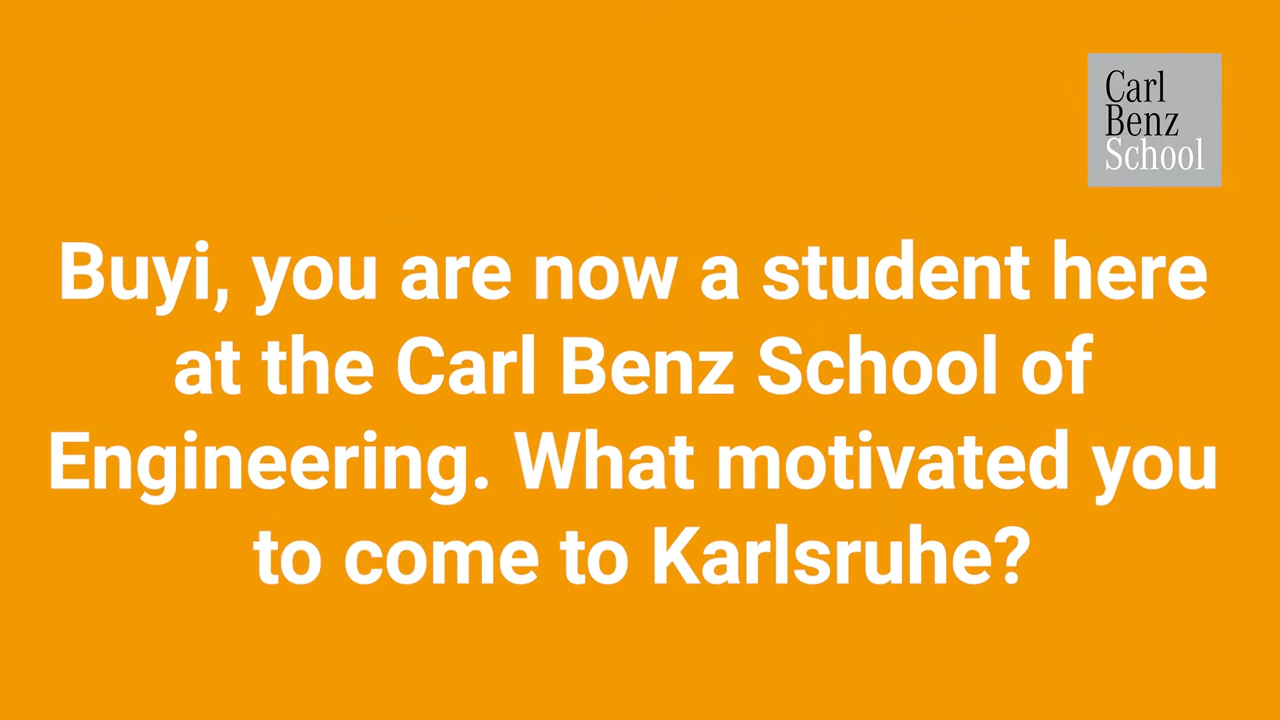 Carl
Benz
School
Buyi, you are now a student here
at the Carl Benz School of
Engineering. What motivated you
to come to Karlsruhe?